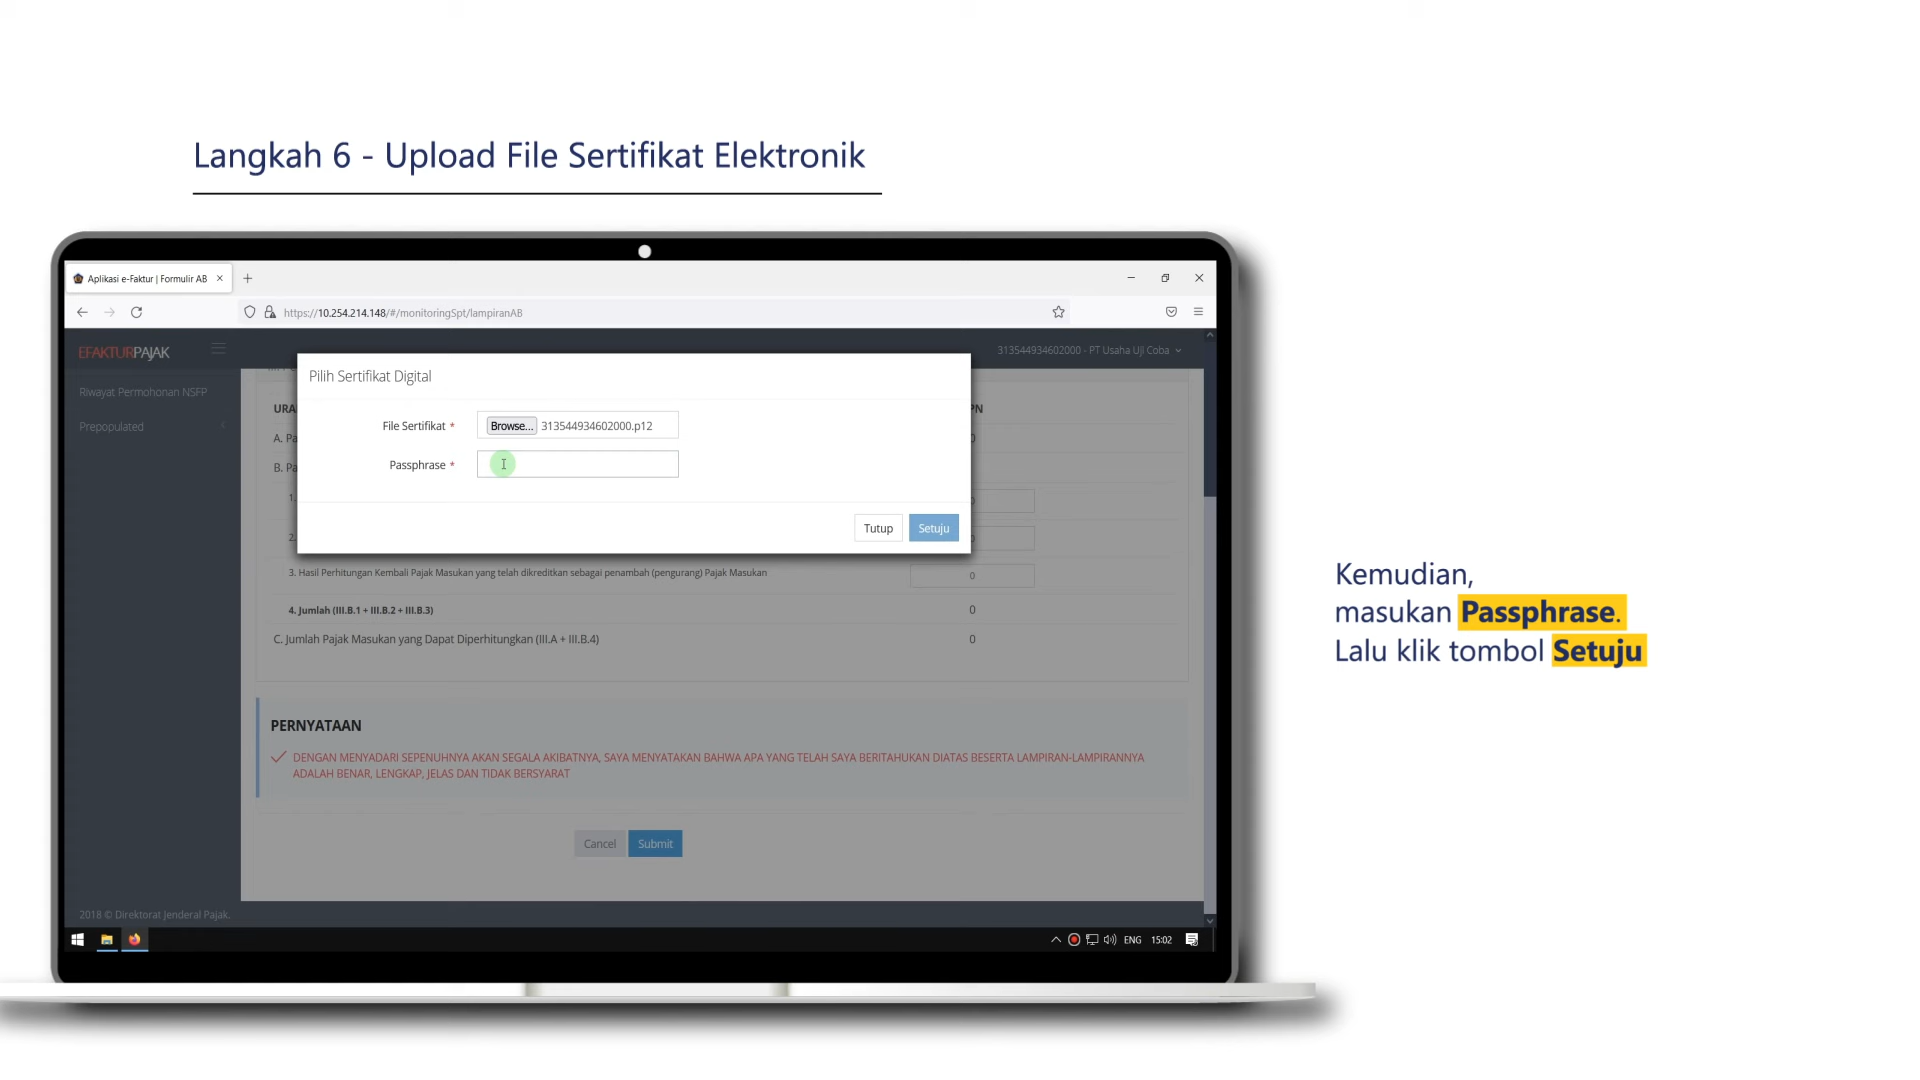 Langkah 6 - Upload File Sertifikat Elektronik
Aplikasi e-Faktur | Formulir AB
https://10.254.214.148/#/monitoringSpt/lampiranAB
EFAKTURPAJAK
313544934602000 - PT Usaha Uji Coba
Riwayat Permohonan NSFP
Prepopulated
Pilih Sertifikat Digital
File Sertifikat *
Browse... 313544934602000.p12
Passphrase *
Tutup
Setuju
A. Pa
B. Pa
1.
2.
3. Hasil Perhitungan Kembali Pajak Masukan yang telah dikreditkan sebagai penambah (pengurang) Pajak Masukan
0
4. Jumlah (III.B.1 + III.B.2 + III.B.3)
0
C. Jumlah Pajak Masukan yang Dapat Diperhitungkan (III.A + III.B.4)
0
PERNYATAAN
DENGAN MENYADARI SEPENUHNYA AKAN SEGALA AKIBATNYA, SAYA MENYATAKAN BAHWA APA YANG TELAH SAYA BERITAHUKAN DIATAS BESERTA LAMPIRAN-LAMPIRANNYA
ADALAH BENAR, LENGKAP, JELAS DAN TIDAK BERSYARAT
Cancel
Submit
2018 © Direktorat Jenderal Pajak.
ENG
15:02
Kemudian,
masukan Passphrase.
Lalu klik tombol Setuju